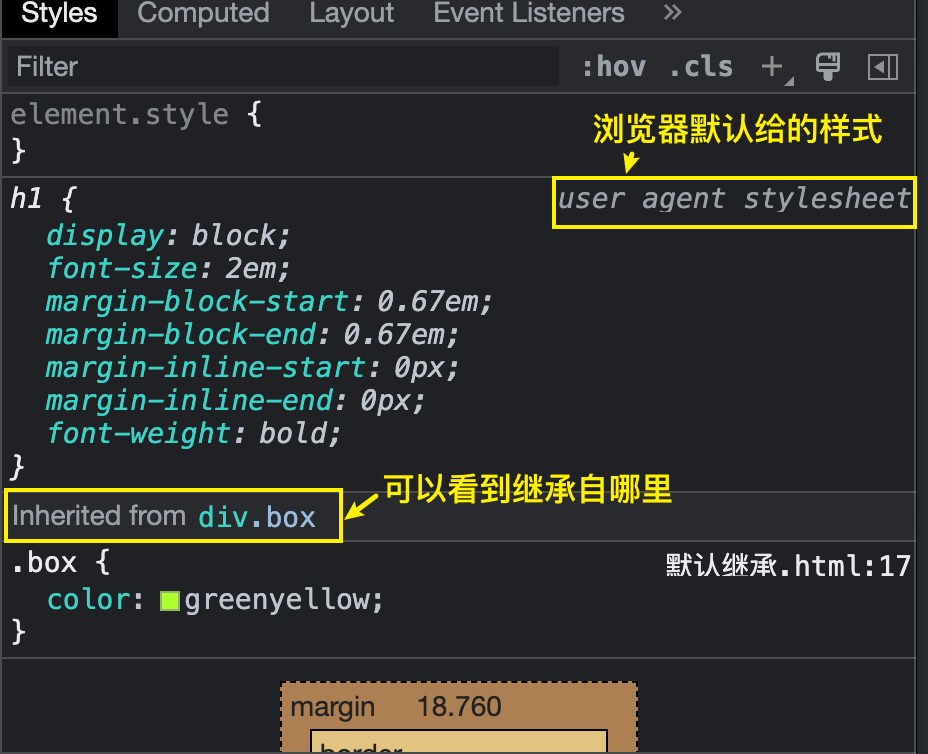 Styles Computed Layout Event Listeners »
Filter :hov .cls +
element.style {
浏览器默认给的样式
}
h1 { user agent stylesheet
display: block;
font-size: 2em;
margin-block-start: 0.67em;
margin-block-end: 0.67em;
margin-inline-start: 0px;
margin-inline-end: 0px;
font-weight: bold;
}
可以看到继承自哪里
Inherited from div.box
.box { 默认继承.html:17
color: greenyellow;
}
margin 18.760
border